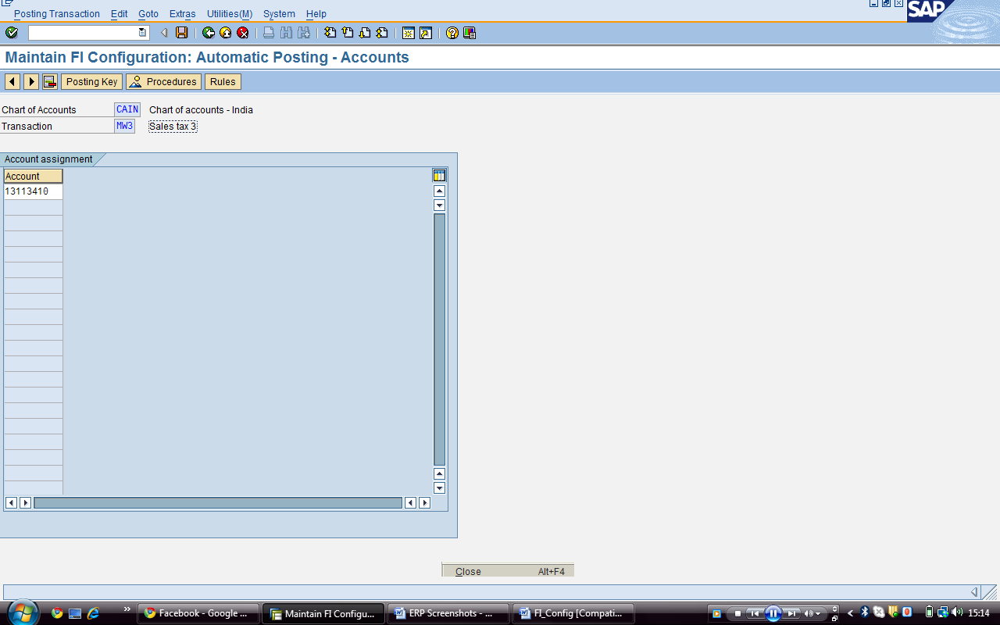 Posting Transaction Edit Goto Extras Utilities(M) System Help
SAP
Maintain FI Configuration: Automatic Posting - Accounts
Posting Key Procedures Rules
Chart of Accounts CAIN Chart of accounts - India
Transaction MW3 Sales tax 3
Account assignment
Account
13113410
Close Alt+F4
Facebook - Google ... Maintain FI Configu... ERP Screenshots - ... FI_Config [Compati... 15:14